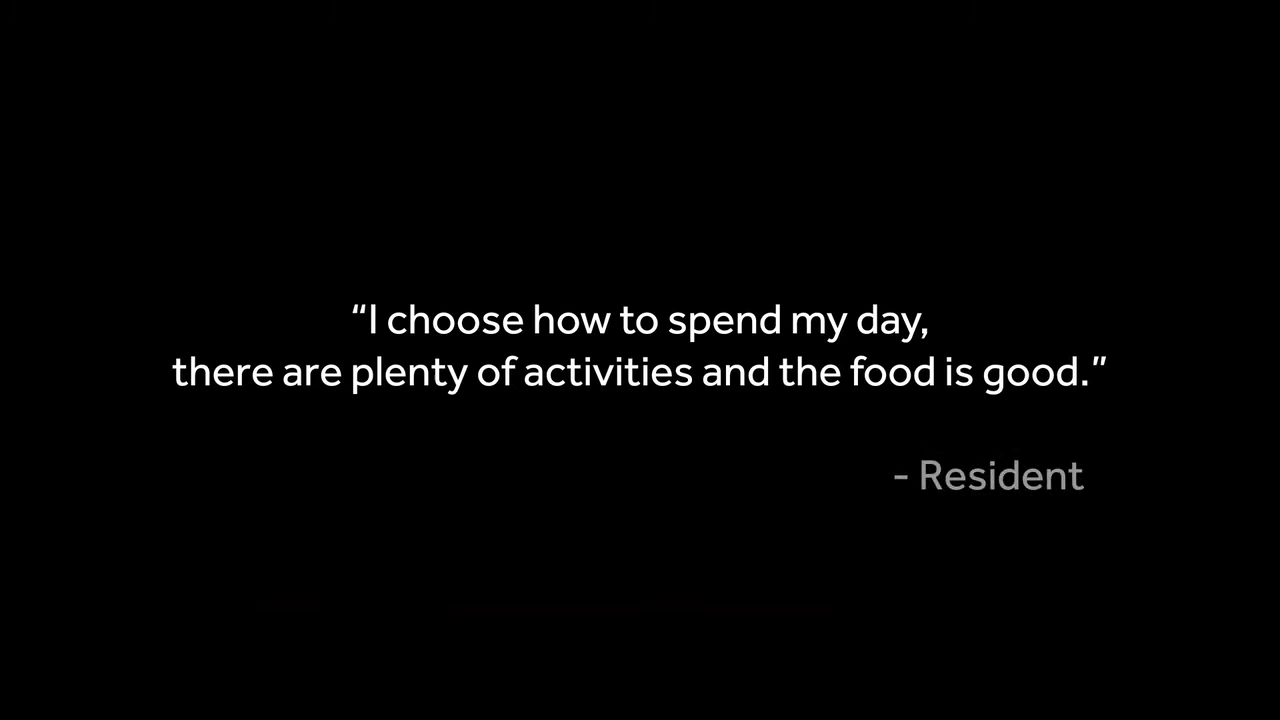 “I choose how to spend my day,
there are plenty of activities and the food is good.”
- Resident